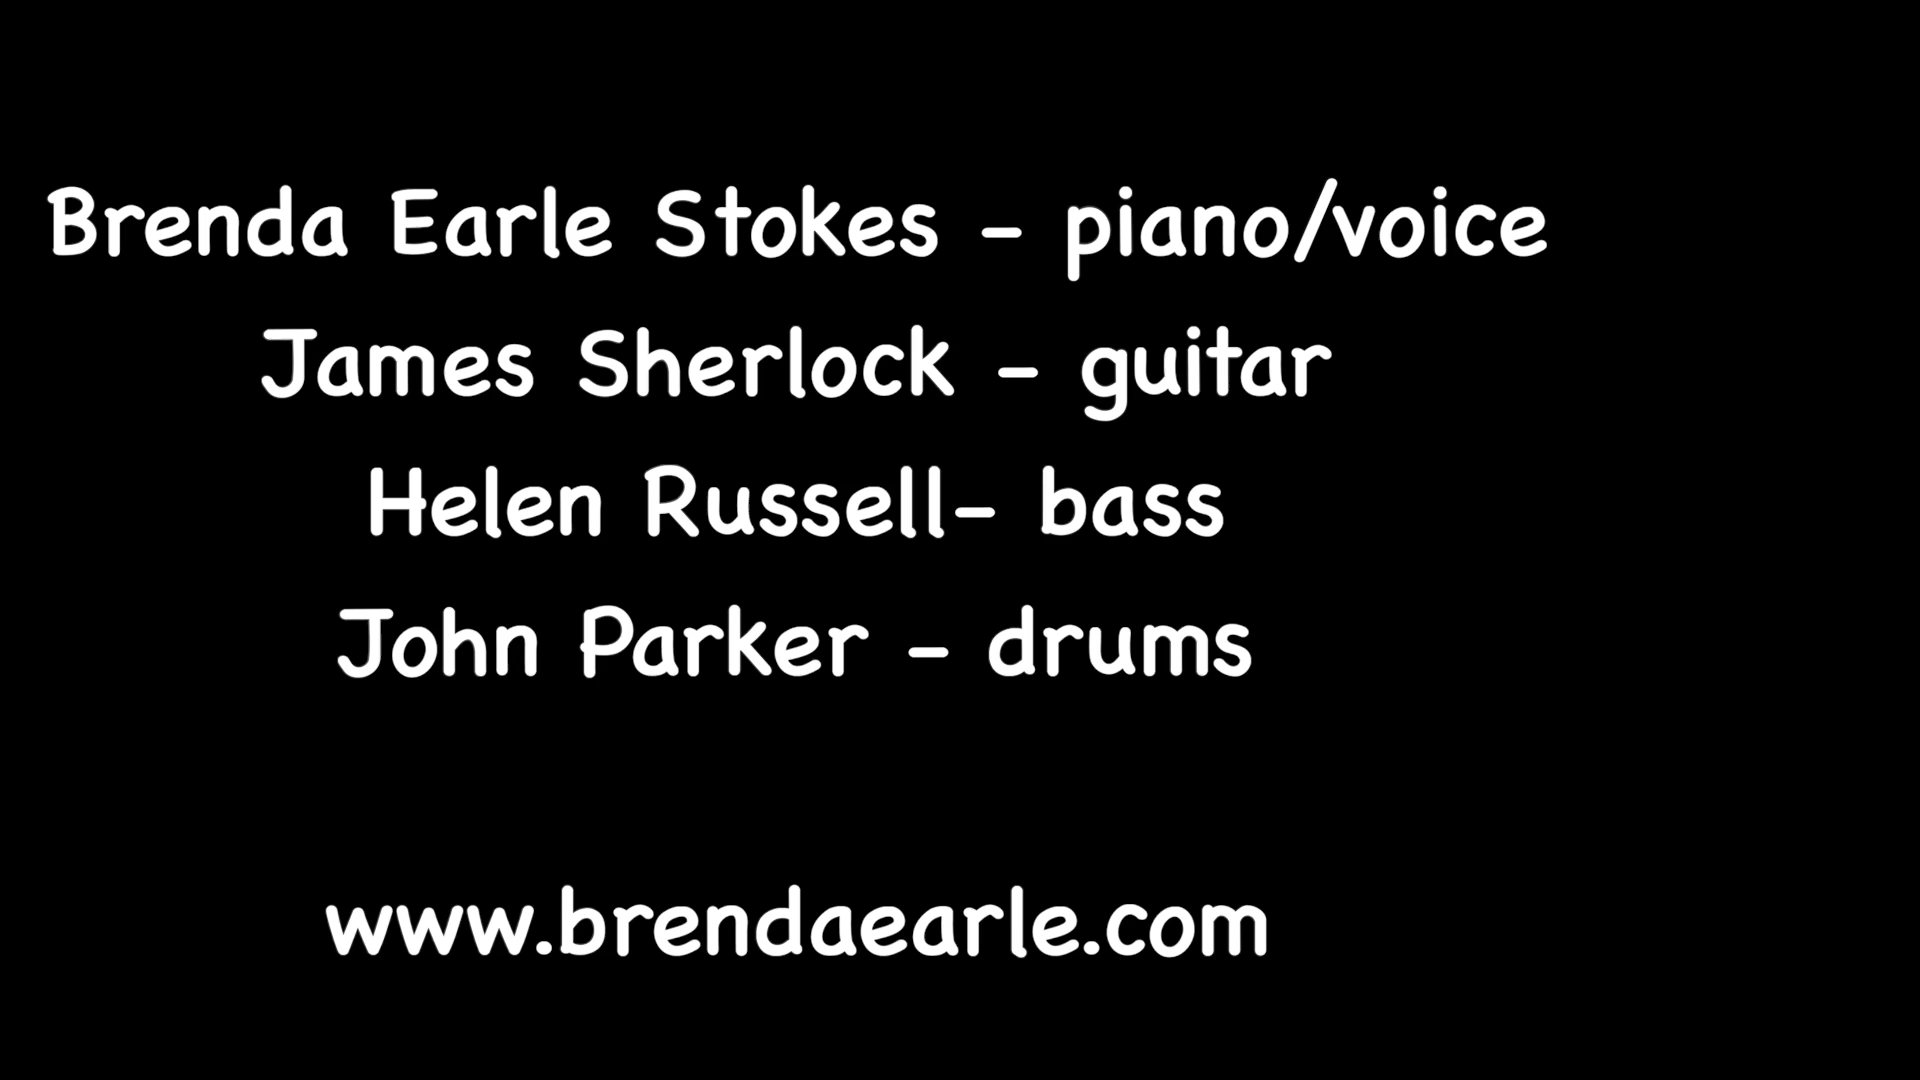 Brenda Earle Stokes - piano/voice
James Sherlock - guitar
Helen Russell- bass
John Parker - drums
www.brendaearle.com